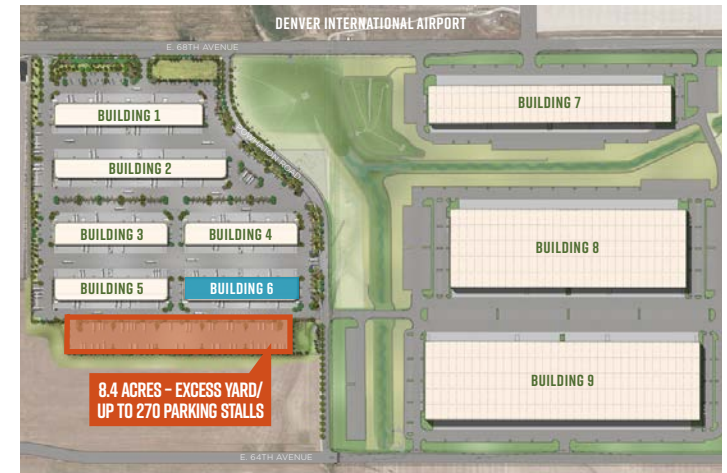 DENVER INTERNATIONAL AIRPORT
E. 68TH AVENUE
BUILDING 1
BUILDING 7
BUILDING 2
BUILDING 3
BUILDING 4
BUILDING 8
BUILDING 5
BUILDING 6
8.4 ACRES – EXCESS YARD/
UP TO 270 PARKING STALLS
BUILDING 9
E. 64TH AVENUE